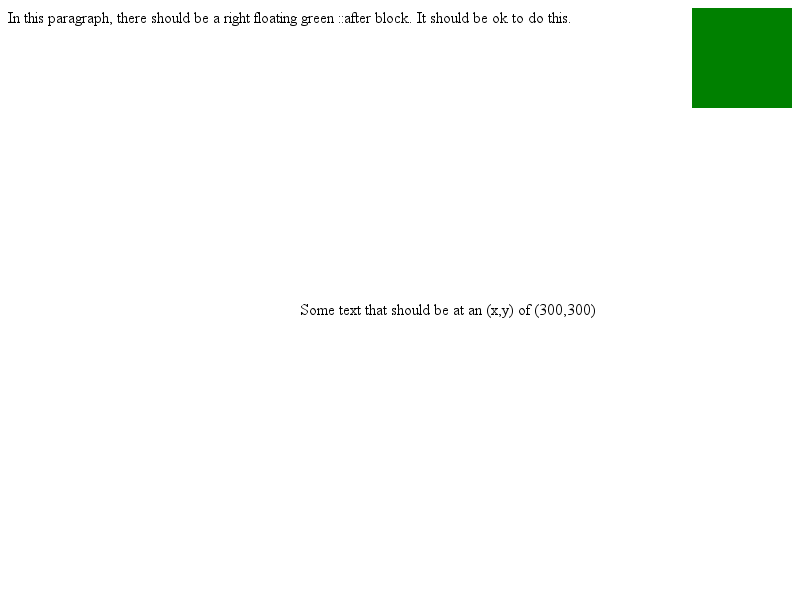 In this paragraph, there should be a right floating green ::after block. It should be ok to do this.
Some text that should be at an (x,y) of (300,300)